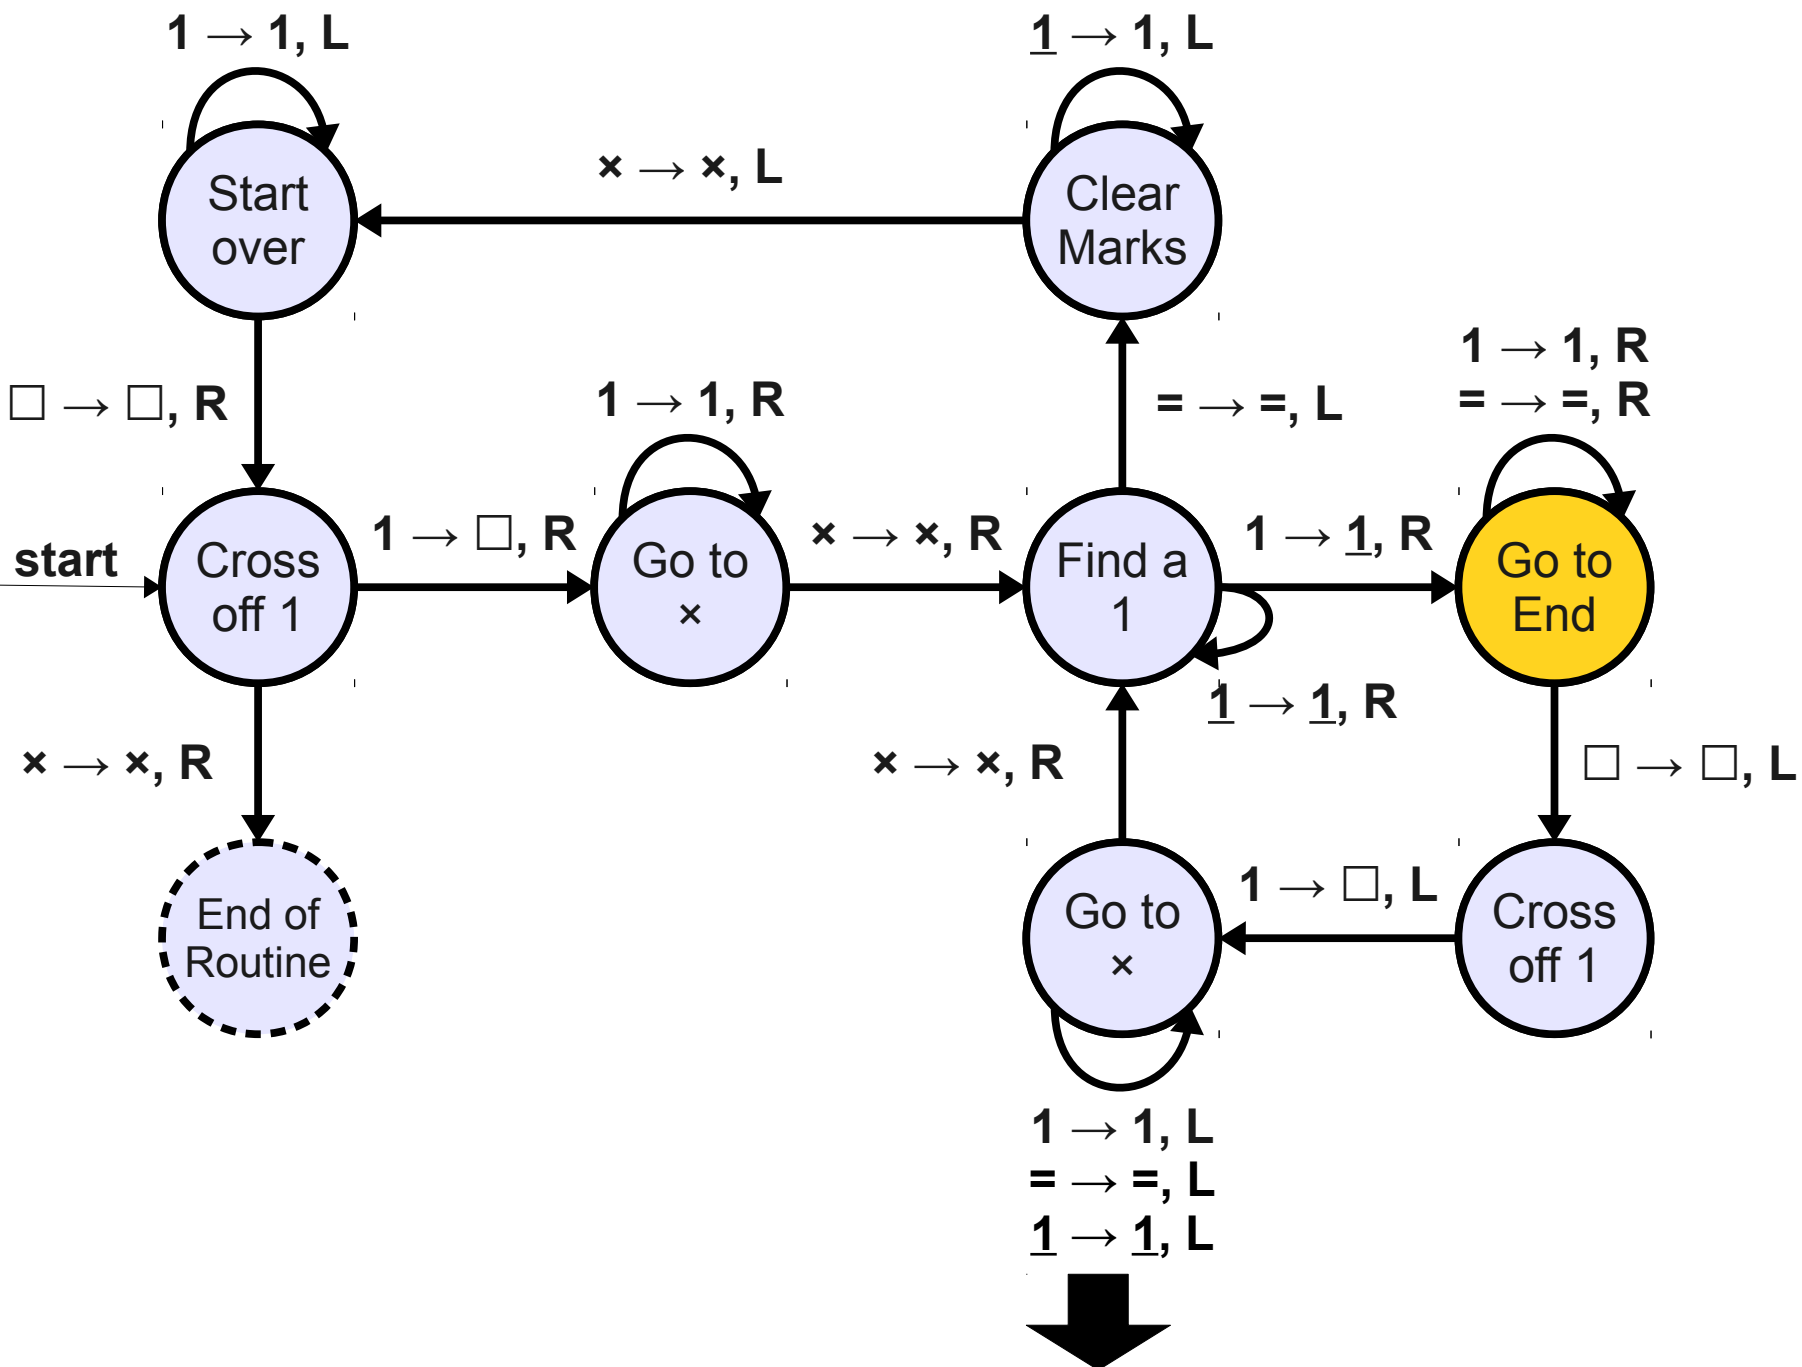 1 → 1, L
1 → 1, L
Start
over
× → ×, L
Clear
Marks
□ → □, R
1 → 1, R
= → =, L
1 → 1, R
= → =, R
start
Cross
off 1
1 → □, R
Go to
×
× → ×, R
Find a
1
1 → 1, R
Go to
End
1 → 1, R
× → ×, R
× → ×, R
□ → □, L
End of
Routine
Go to
×
1 → □, L
Cross
off 1
1 → 1, L
= → =, L
1 → 1, L